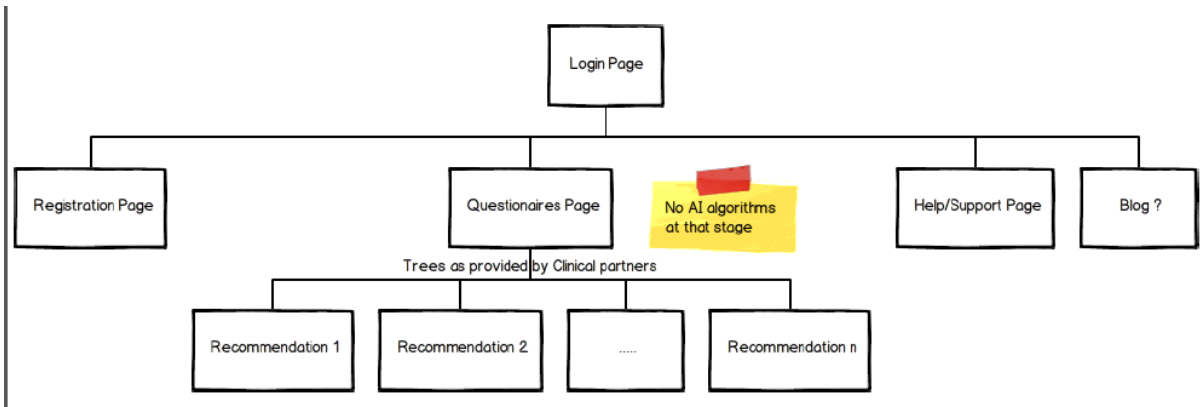 Login Page
Registration Page
Questionaires Page
No AI algorithms
at that stage
Help/Support Page
Blog ?
Trees as provided by Clinical partners
Recommendation 1
Recommendation 2
.....
Recommendation n